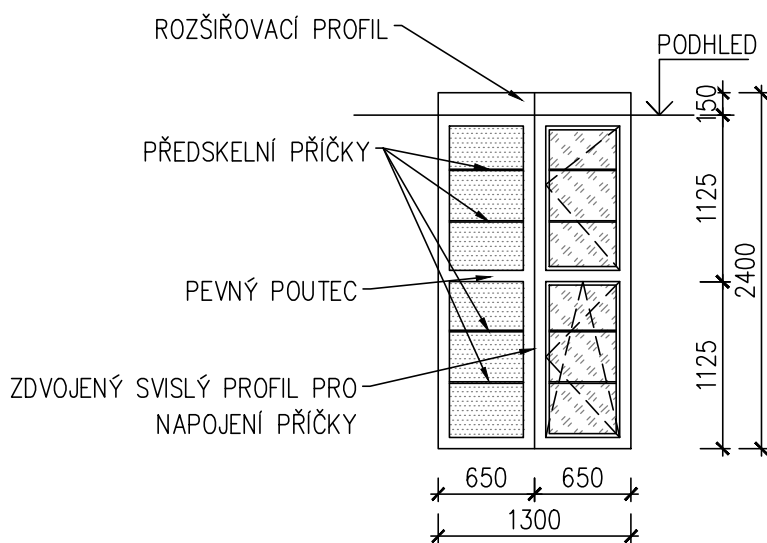 ROZŠIŘOVACÍ PROFIL
PODHLED
150
PŘEDSKELNÍ PŘÍČKY
1125
2400
PEVNÝ POUTEC
1125
ZDVOJENÝ SVISLÝ PROFIL PRO
NAPOJENÍ PŘÍČKY
650 650
1300